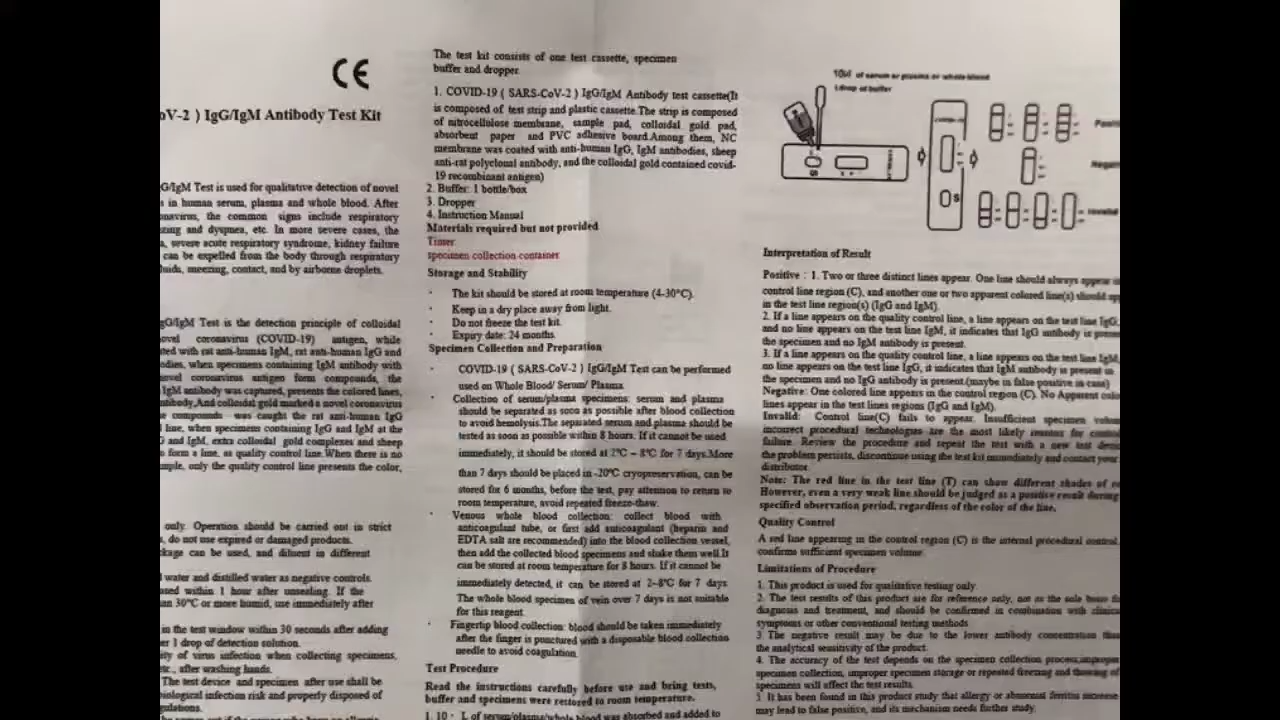 CE
oV-2 ) IgG/IgM Antibody Test Kit
G/IgM Test is used for qualitative detection of novel
s in human serum, plasma and whole blood. After
onavirus, the common signs include respiratory
zing and dyspnea, etc. In more severe cases, the
a, severe acute respiratory syndrome, kidney failure
can be expelled from the body through respiratory
luids, sneezing, contact, and by airborne droplets.
gG/IgM Test is the detection principle of colloidal
ovel coronavirus (COVID-19) antigen, while
ted with rat anti-human IgM, rat anti-human IgG and
odies, when specimens containing IgM antibody with
ovel coronavirus antigen form compounds, the
IgM antibody was captured, presents the colored lines,
ntibody,And colloidal gold marked a novel coronavirus
e compounds was caught the rat anti-human IgG
l line, when specimens containing IgG and IgM at the
G and IgM, extra colloidal gold complexes and sheep
o form a line, as quality control line.When there is no
mple, only the quality control line presents the color,
only. Operation should be carried out in strict
, do not use expired or damaged products.
ckage can be used, and diluent in different
l water and distilled water as negative controls.
ased within 1 hour after unsealing. If the
an 30°C or more humid, use immediately after
in the test window within 30 seconds after adding
er 1 drop of detection solution.
ity of virus infection when collecting specimens,
tc., after washing hands.
The test device and specimen after use shall be
iological infection risk and properly disposed of
gulations.
The test kit consists of one test cassette, specimen
buffer and dropper
1. COVID-19 ( SARS-CoV-2 ) IgG/IgM Antibody test cassette(It
is composed of test strip and plastic cassette.The strip is composed
of nitrocellulose membrane, sample pad, colloidal gold pad,
absorbent paper and PVC adhesive board.Among them, NC
membrane was coated with anti-human IgG, IgM antibodies, sheep
anti-rat polyclonal antibody, and the colloidal gold contained covid-
19 recombinant antigen)
2. Buffer: 1 bottle/box
3. Dropper
4. Instruction Manual
Materials required but not provided
Timer
specimen collection container
Storage and Stability
· The kit should be stored at room temperature (4-30°C).
· Keep in a dry place away from light.
· Do not freeze the test kit.
· Expiry date: 24 months.
Specimen Collection and Preparation
· COVID-19 ( SARS-CoV-2 ) IgG/IgM Test can be performed
used on Whole Blood/ Serum/ Plasma.
· Collection of serum/plasma specimens: serum and plasma
should be separated as soon as possible after blood collection
to avoid hemolysis.The separated serum and plasma should be
tested as soon as possible within 8 hours. If it cannot be used
immediately, it should be stored at 2°C – 8°C for 7 days.More
than 7 days should be placed in -20°C cryopreservation, can be
stored for 6 months, before the test, pay attention to return to
room temperature, avoid repeated freeze-thaw.
· Venous whole blood collection: collect blood with
anticoagulant tube, or first add anticoagulant (heparin and
EDTA salt are recommended) into the blood collection vessel,
then add the collected blood specimens and shake them well.It
can be stored at room temperature for 8 hours. If it cannot be
immediately detected, it can be stored at 2~8°C for 7 days.
The whole blood specimens of vein over 7 days is not suitable
for this reagent.
· Fingertip blood collection: blood should be taken immediately
after the finger is punctured with a disposable blood collection
needle to avoid coagulation.
Test Procedure
Read the instructions carefully before use and bring tests,
buffer and specimens were restored to room temperature.
1. 10 · L of serum/plasma/whole blood was absorbed and added to
10ul of serum or plasma or whole blood
1 drop of buffer
S
Positi
Negati
Invalid
Interpretation of Result
Positive : 1. Two or three distinct lines appear. One line should always appear in
control line region (C), and another one or two apparent colored line(s) should ap
in the test line region(s) (IgG and IgM).
2. If a line appears on the quality control line, a line appears on the test line IgG,
and no line appears on the test line IgM, it indicates that IgG antibody is present
the specimen and no IgM antibody is present.
3. If a line appears on the quality control line, a line appears on the test line IgM,
no line appears on the test line IgG, it indicates that IgM antibody is present in
the specimen and no IgG antibody is present.(maybe in false positive in case)
Negative: One colored line appears in the control region (C). No Apparent colo
lines appear in the test lines regions (IgG and IgM).
Invalid: Control line(C) fails to appear. Insufficient specimen volum
incorrect procedural technologies are the most likely reasons for contro
failure. Review the procedure and repeat the test with a new test
the problem persists, discontinue using the test kit immediately and contact your
distributor.
Note: The red line in the test line (T) can show different shades of
However, even a very weak line should be judged as a positive result during
specified observation period, regardless of the color of the line.
Quality Control
A red line appearing in the control region (C) is the internal procedural control.
confirms sufficient specimen volume.
Limitations of Procedure
1. This product is used for qualitative testing only
2. The test results of this product are for reference only, not as the sole basis fo
diagnosis and treatment, and should be confirmed in combination with clinica
symptoms or other conventional testing methods
3 The negative result may be due to the lower antibody concentration than
the analytical sensitivity of the product.
4. The accuracy of the test depends on the specimen collection process,improper
specimen collection, improper specimen storage or repeated freezing and thawing of
specimens will affect the test results.
5. It has been found in this product study that allergy or abnormal ferritin increase
may lead to false positive, and its mechanism needs further study.